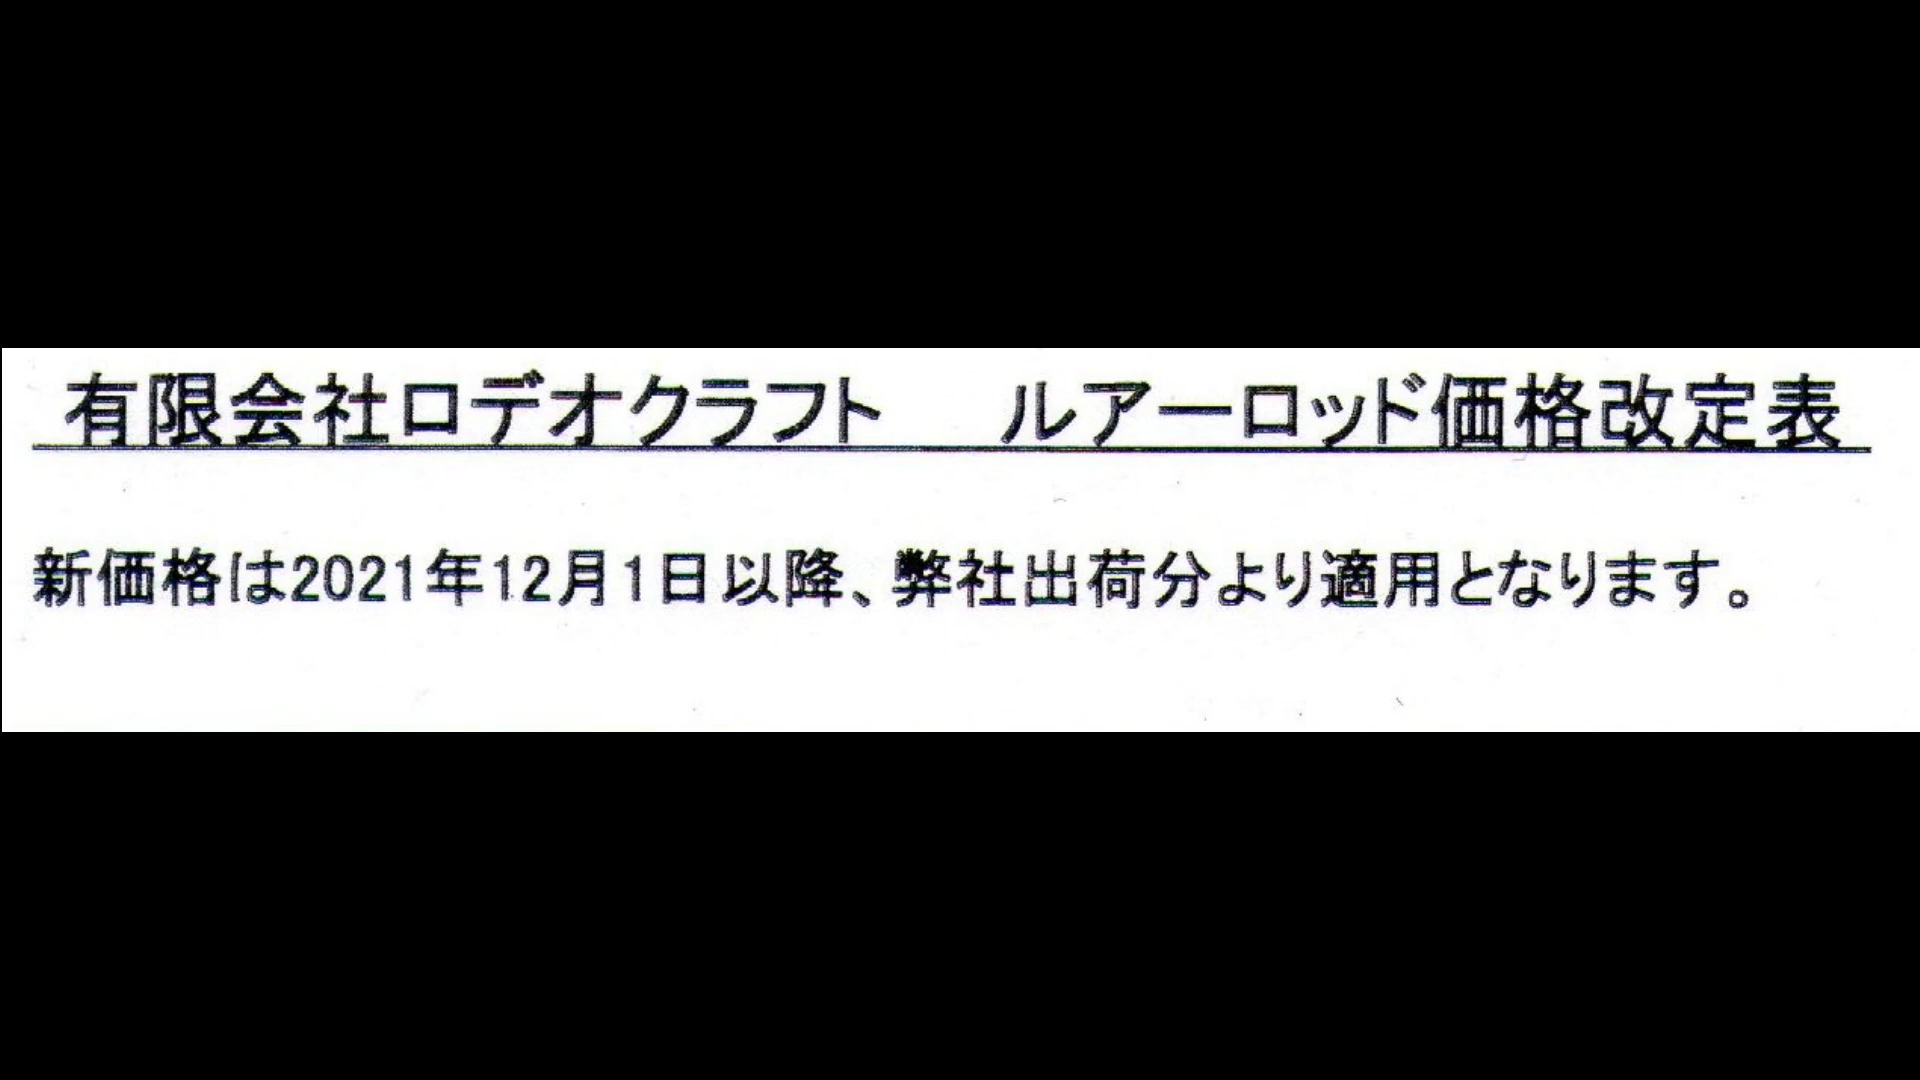 有限会社ロデオクラフト　ルアーロッド価格改定表
新価格は2021年12月1日以降、弊社出荷分より適用となります。